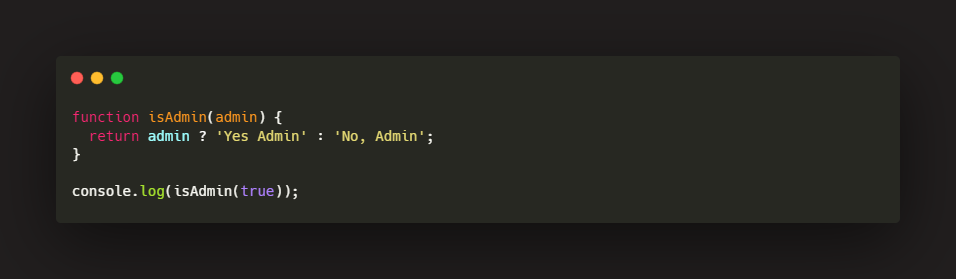 function isAdmin(admin) {
  return admin ? 'Yes Admin' : 'No, Admin';
}
console.log(isAdmin(true));